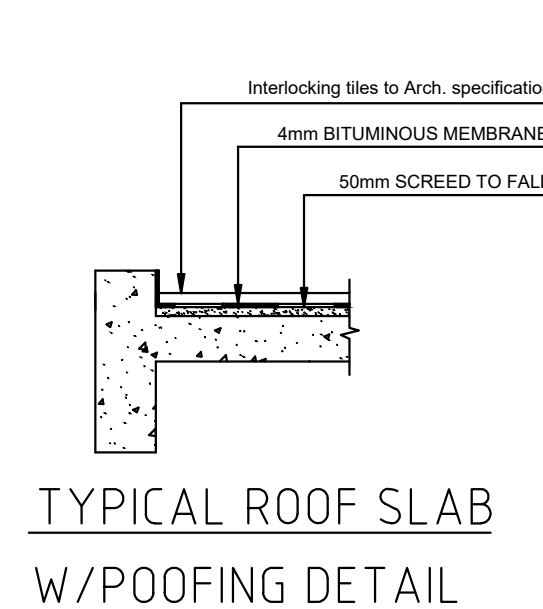 Interlocking tiles to Arch. specificatio
4mm BITUMINOUS MEMBRANE
50mm SCREED TO FALL
TYPICAL ROOF SLAB
W/POOFING DETAIL